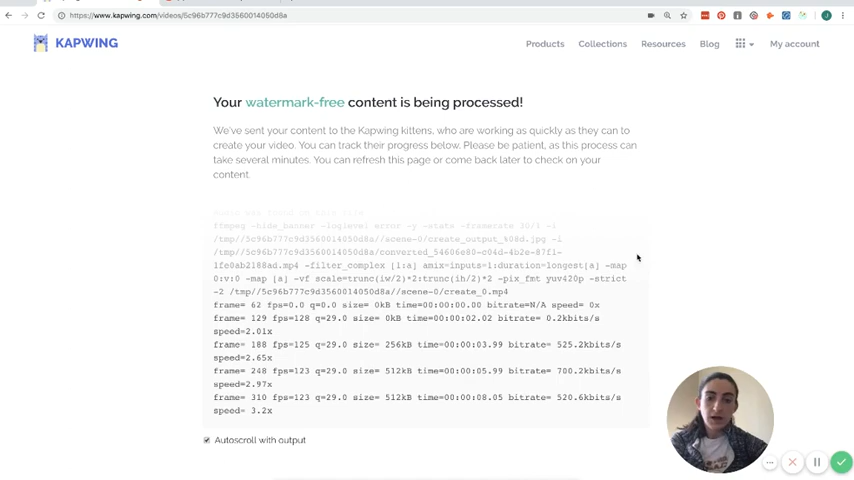 https://www.kapwing.com/videos/5c96b777c9d3560014050d8a
KAPWING
Products
Collections
Resources
Blog
My account
Your watermark-free content is being processed!
We've sent your content to the Kapwing kittens, who are working as quickly as they can to
create your video. You can track their progress below. Please be patient, as this process can
take several minutes. You can refresh this page or come back later to check on your
content.
ffmpeg -hide_banner -loglevel error -y -stats -framerate 30/1 -i
/tmp//5c96b777c9d3560014050d8a//scene-0/create_output_%08d.jpg -i
/tmp//5c96b777c9d3560014050d8a//converted_54606e80-c04d-4b2e-87f1-
1fe0ab2188ad.mp4 -filter_complex [1:a] amix=inputs=1:duration=longest[a] -map
0:v:0 -map [a] -vf scale=trunc(iw/2)*2:trunc(ih/2)*2 -pix_fmt yuv420p -strict
-2 /tmp//5c96b777c9d3560014050d8a//scene-0/create_0.mp4
frame= 62 fps=0.0 q=0.0 size= 0kB time=00:00:00.00 bitrate=N/A speed= 0x
frame= 129 fps=128 q=29.0 size= 0kB time=00:00:02.02 bitrate= 0.2kbits/s
speed=2.01x
frame= 188 fps=125 q=29.0 size= 256kB time=00:00:03.99 bitrate= 525.2kbits/s
speed=2.65x
frame= 248 fps=123 q=29.0 size= 512kB time=00:00:05.99 bitrate= 700.2kbits/s
speed=2.97x
frame= 310 fps=123 q=29.0 size= 512kB time=00:00:08.05 bitrate= 520.6kbits/s
speed= 3.2x
Autoscroll with output